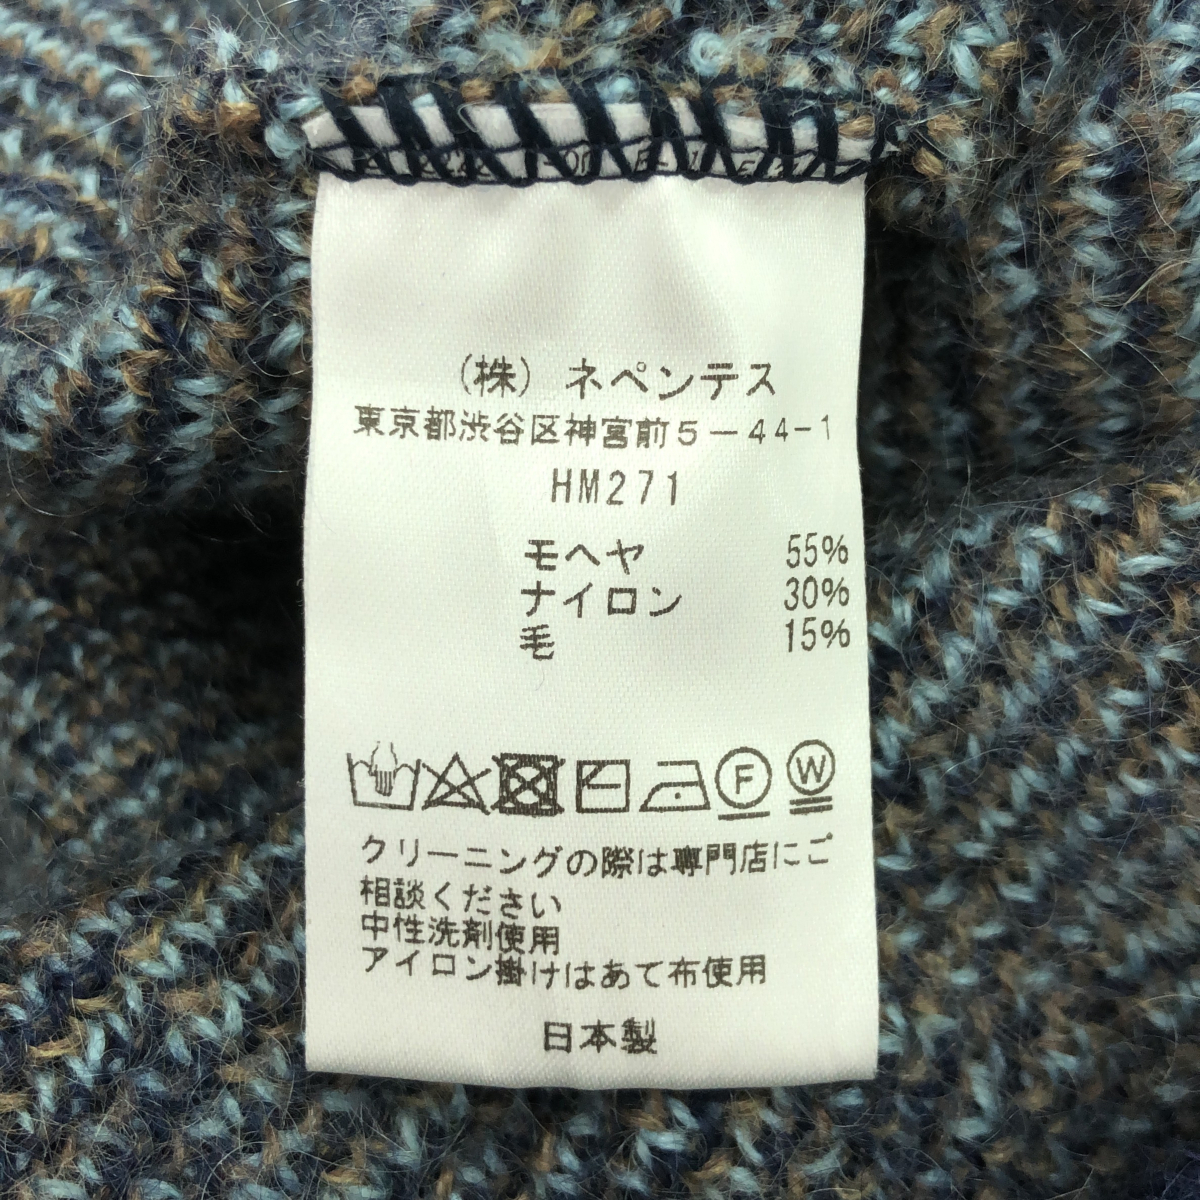 (株) ネペンテス
東京都渋谷区神宮前5-44-1
HM271
モヘヤ 55%
ナイロン 30%
毛 15%
F W
クリーニングの際は専門店にご
相談ください
中性洗剤使用
アイロン掛けはあて布使用
日本製